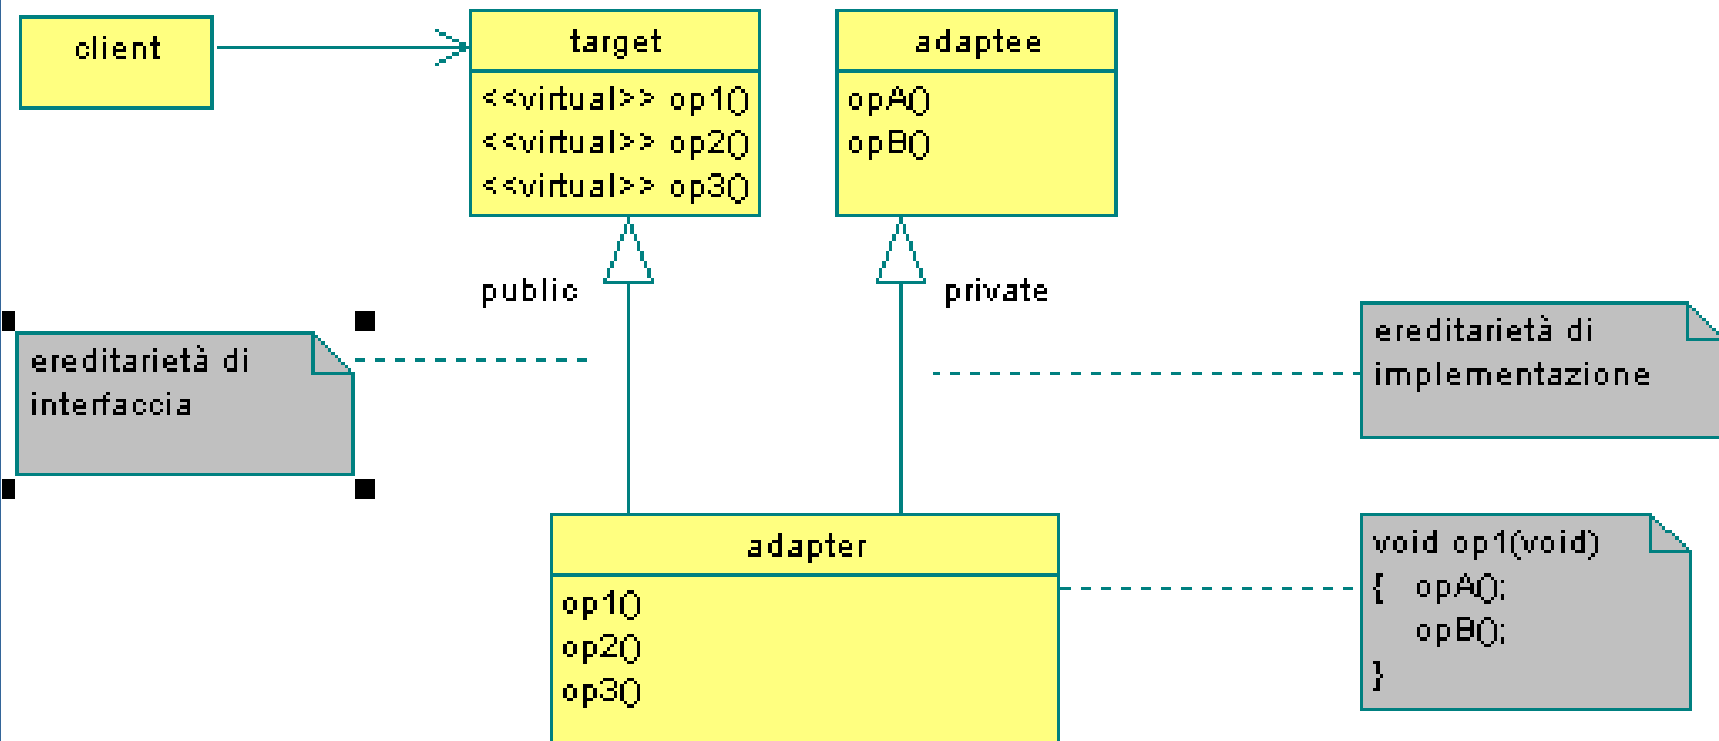 client
target
<<virtual>> op1()
<<virtual>> op2()
<<virtual>> op3()
adaptee
opA()
opB()
public
private
ereditarietà di
interfaccia
ereditarietà di
implementazione
adapter
op1()
op2()
op3()
void op1(void)
{ opA();
opB();
}